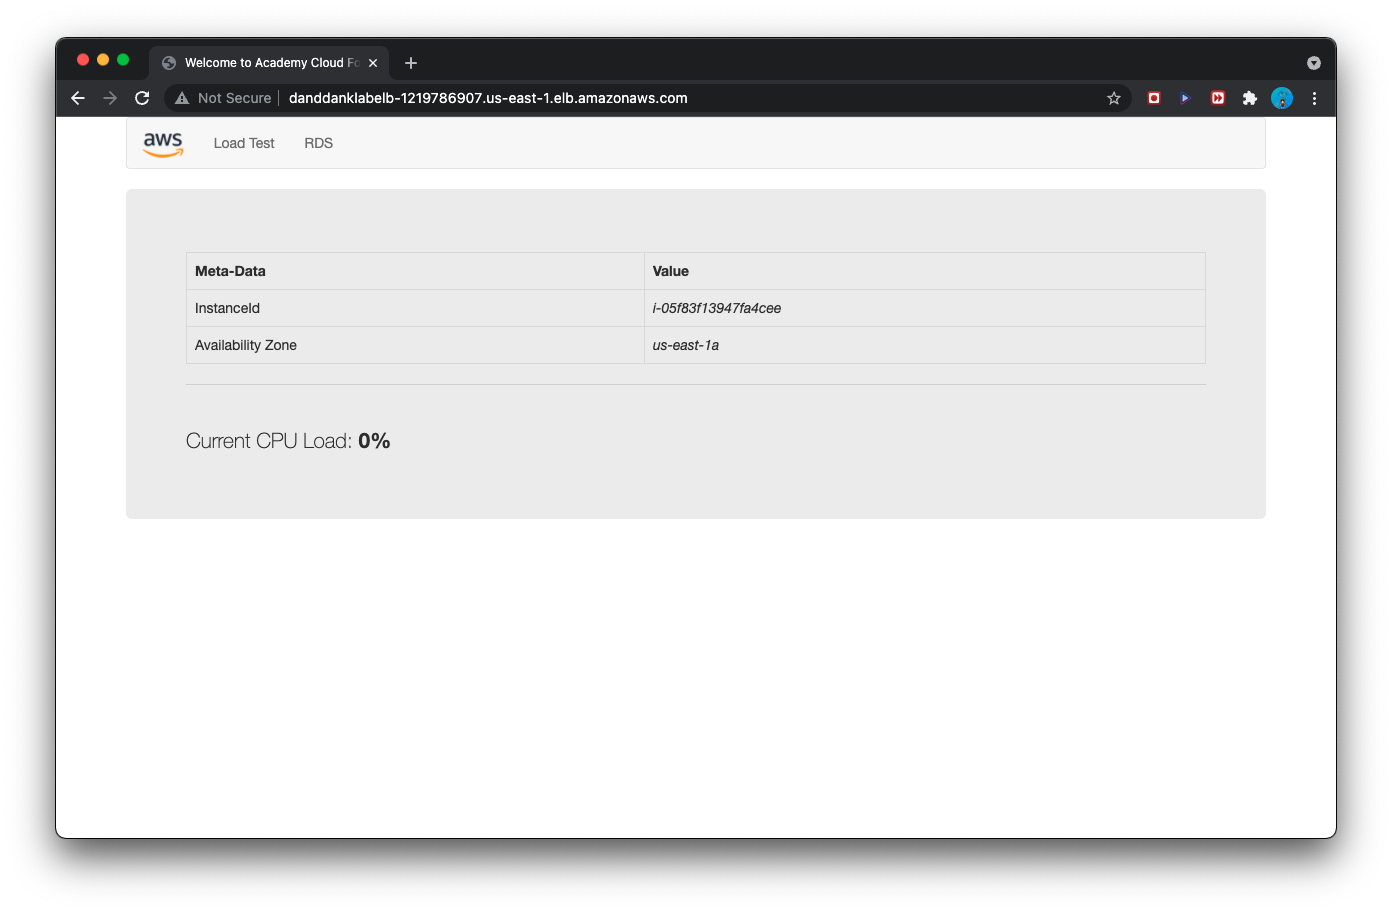 Welcome to Academy Cloud Fo
Not Secure
danddanklabelb-1219786907.us-east-1.elb.amazonaws.com
aws
Load Test
RDS
Meta-Data
Value
InstanceId
i-05f83f13947fa4cee
Availability Zone
us-east-1a
Current CPU Load: 0%